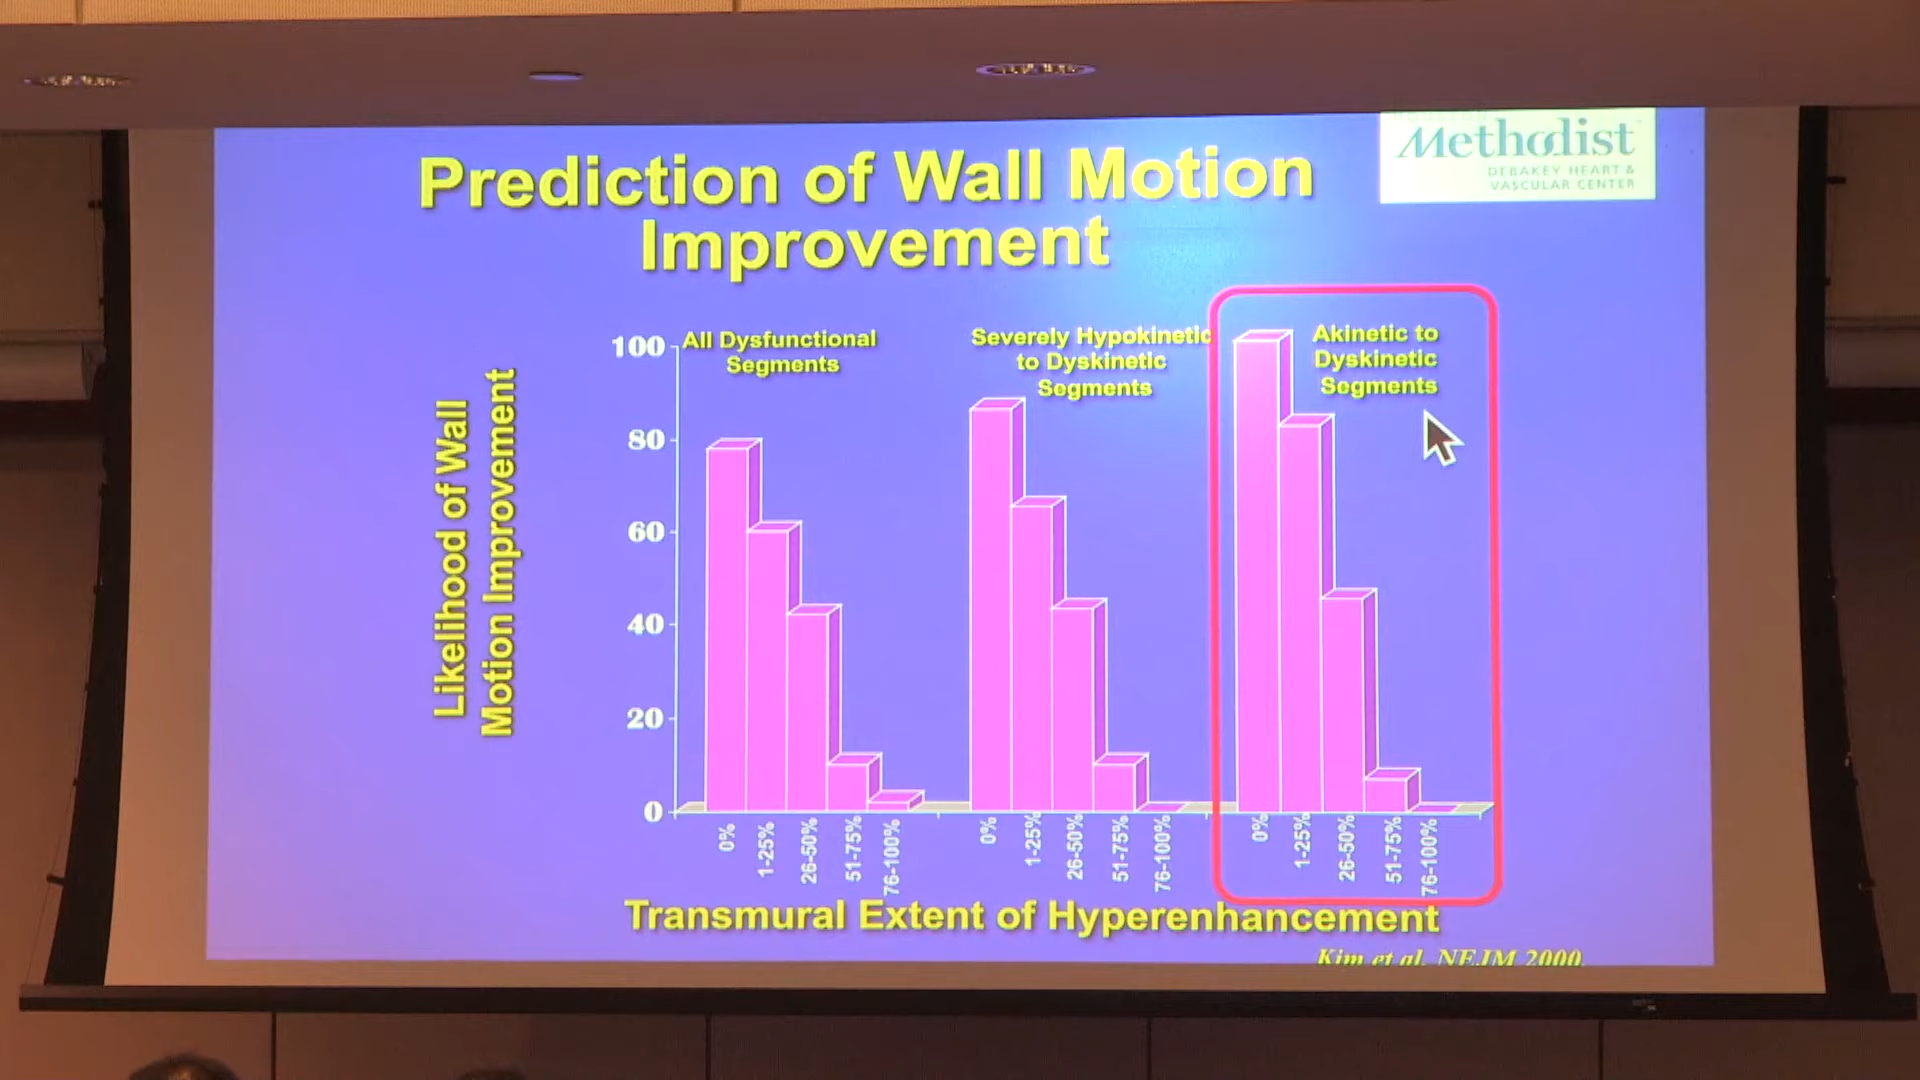 Methodist
DEBAKEY HEART &
VASCULAR CENTER
Prediction of Wall Motion
Improvement
All Dysfunctional
Segments
Severely Hypokinetic
to Dyskinetic
Segments
Akinetic to
Dyskinetic
Segments
Likelihood of Wall
Motion Improvement
100
80
60
40
20
0
0%
1-25%
26-50%
51-75%
76-100%
0%
1-25%
26-50%
51-75%
76-100%
0%
1-25%
26-50%
51-75%
76-100%
Transmural Extent of Hyperenhancement
Kim et al, NEJM 2000.